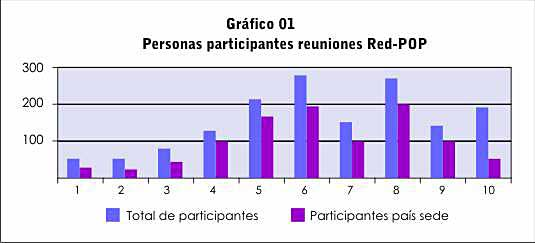 Gráfico 01
Personas participantes reuniones Red-POP
300
200
100
1 2 3 4 5 6 7 8 9 10
Total de participantes Participantes país sede